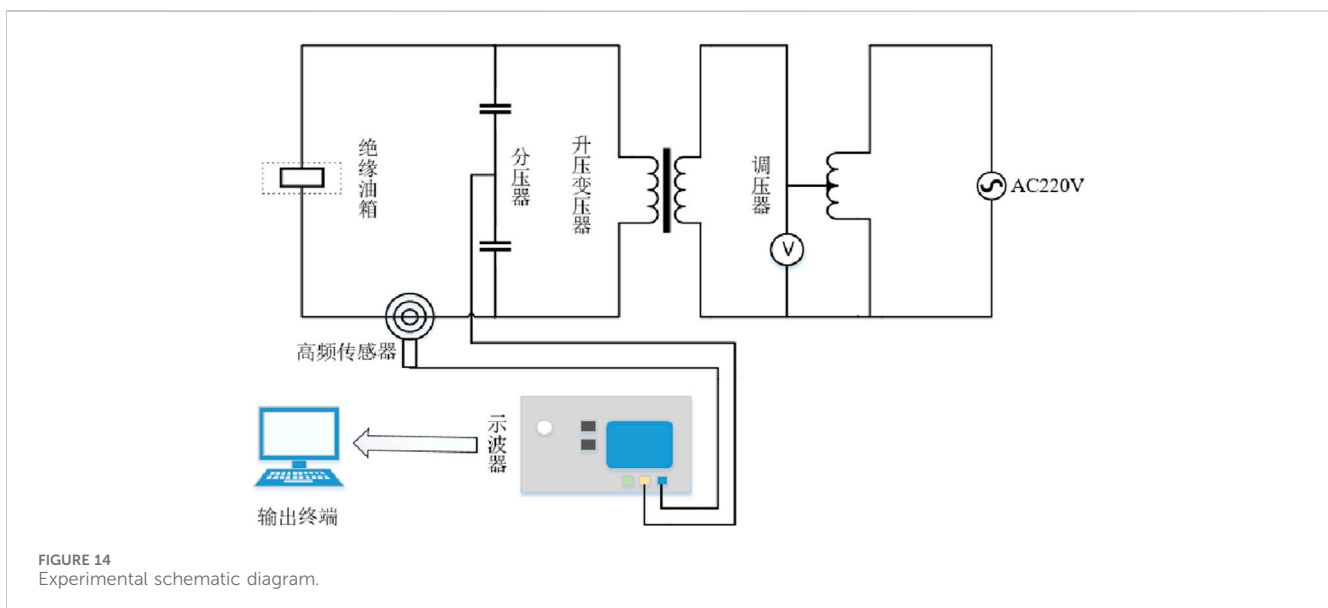 绝缘油箱
分压器
升压变压器
调压器
V
AC220V
高频传感器
示波器
输出终端
FIGURE 14
Experimental schematic diagram.